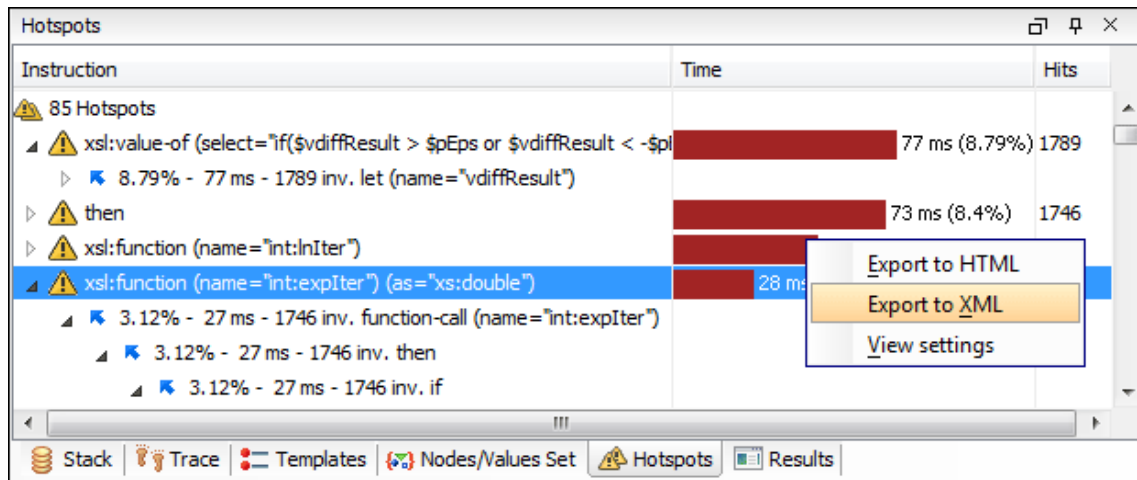 Hotspots
Instruction Time Hits
85 Hotspots
xsl:value-of (select="if($vdiffResult > $pEps or $vdiffResult < -$pl 77 ms (8.79%) 1789
8.79% - 77 ms - 1789 inv. let (name="vdiffResult")
then 73 ms (8.4%) 1746
xsl:function (name="int:lnIter")
Export to HTML
xsl:function (name="int:expIter") (as="xs:double") 28 ms
Export to XML
3.12% - 27 ms - 1746 inv. function-call (name="int:expIter")
View settings
3.12% - 27 ms - 1746 inv. then
3.12% - 27 ms - 1746 inv. if
Stack Trace Templates Nodes/Values Set Hotspots Results